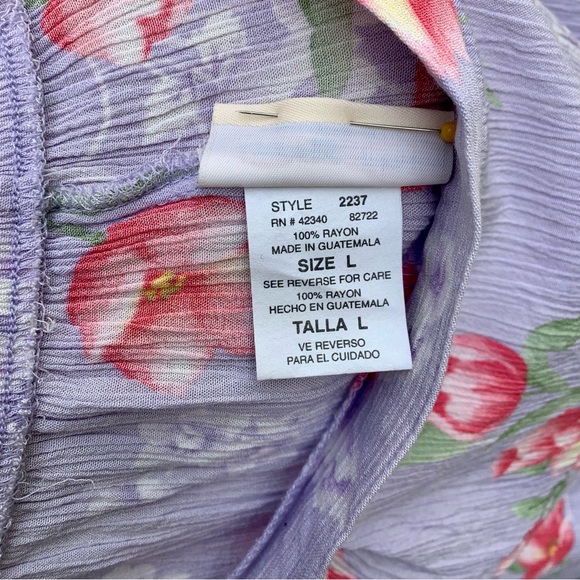 STYLE 2237
RN # 42340 82722
100% RAYON
MADE IN GUATEMALA
SIZE L
SEE REVERSE FOR CARE
100% RAYON
HECHO EN GUATEMALA
TALLA L
VE REVERSO
PARA EL CUIDADO